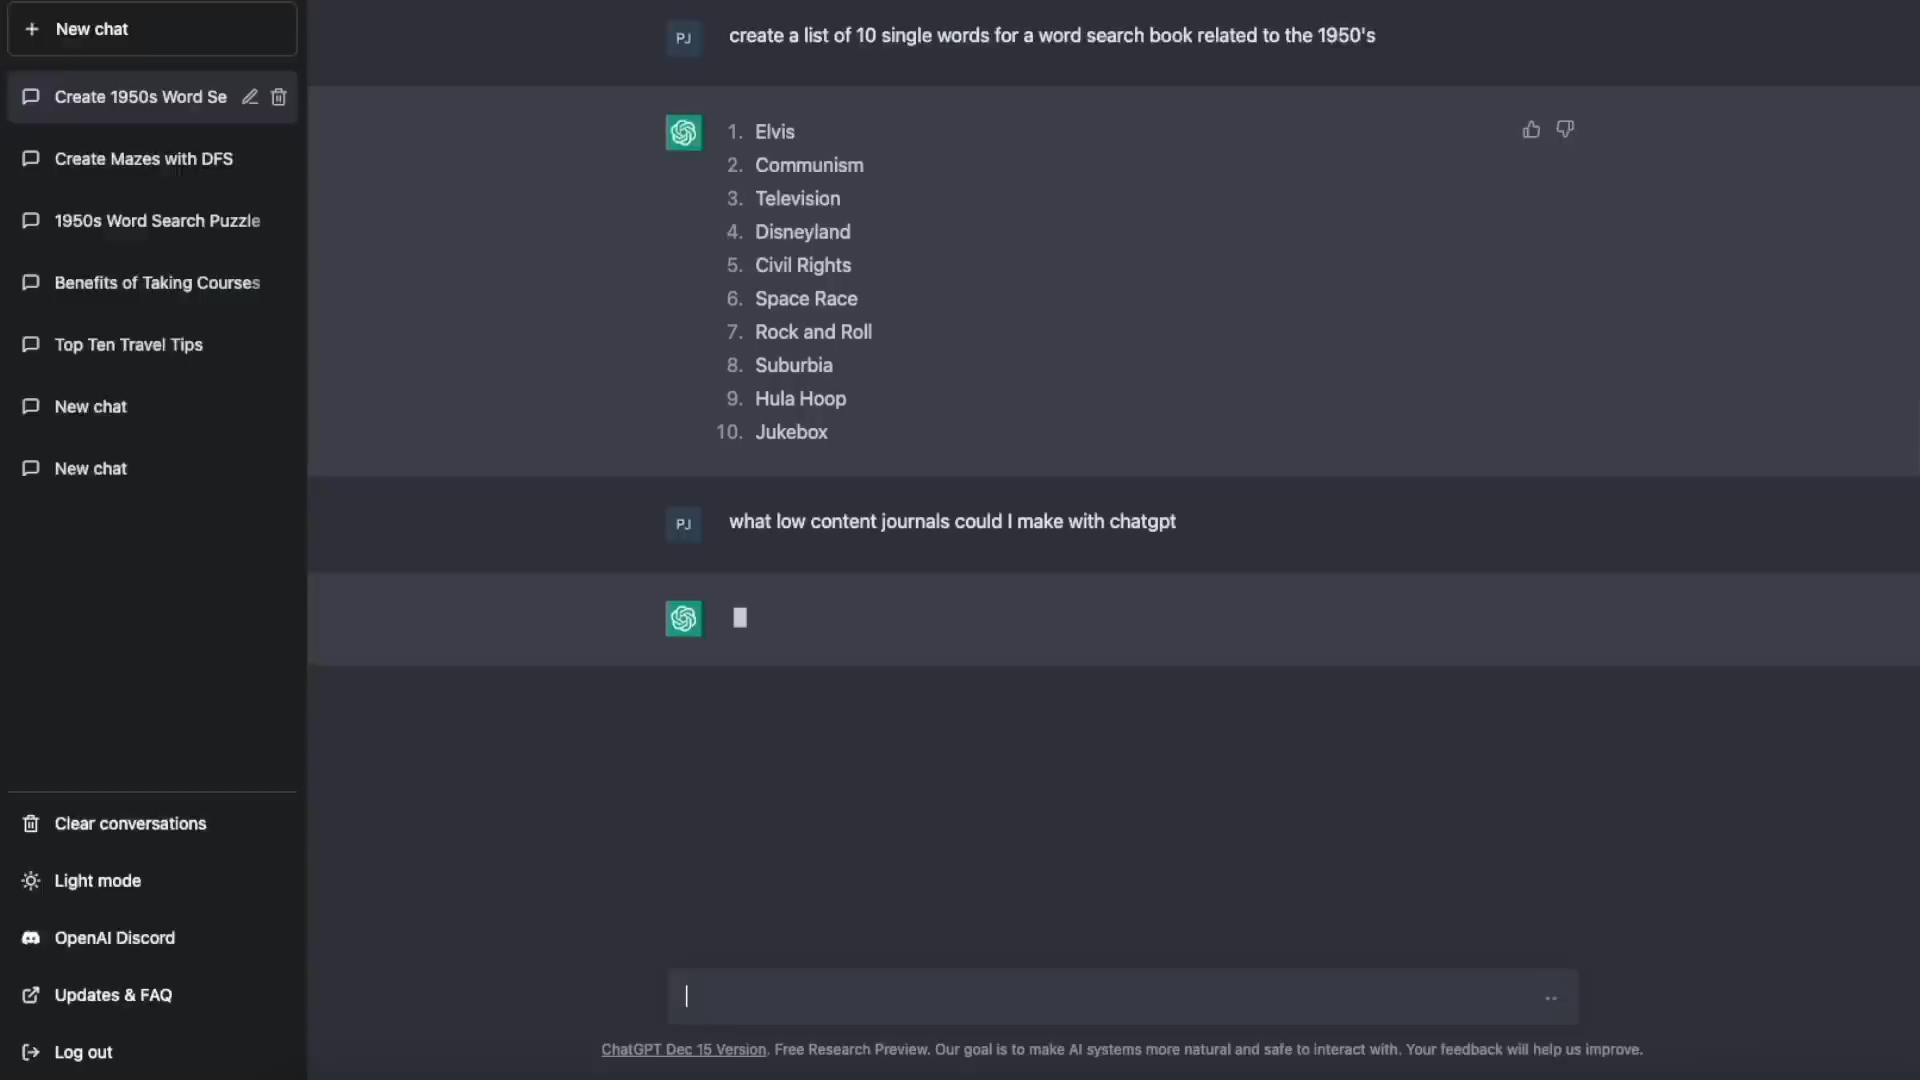 New chat
Create 1950s Word Se
Create Mazes with DFS
1950s Word Search Puzzle
Benefits of Taking Courses
Top Ten Travel Tips
New chat
New chat
Clear conversations
Light mode
OpenAI Discord
Updates & FAQ
Log out
PJ
create a list of 10 single words for a word search book related to the 1950's
1. Elvis
2. Communism
3. Television
4. Disneyland
5. Civil Rights
6. Space Race
7. Rock and Roll
8. Suburbia
9. Hula Hoop
10. Jukebox
PJ
what low content journals could I make with chatgpt
ChatGPT Dec 15 Version. Free Research Preview. Our goal is to make AI systems more natural and safe to interact with. Your feedback will help us improve.